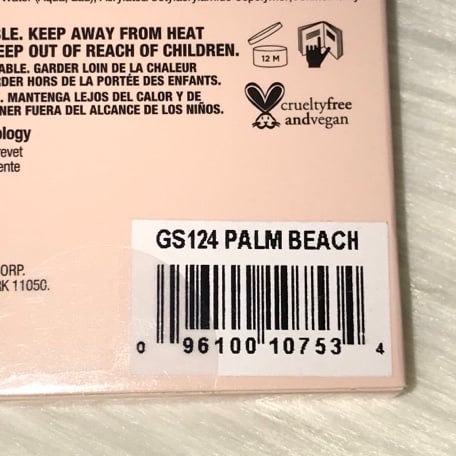 BLE. KEEP AWAY FROM HEAT
KEEP OUT OF REACH OF CHILDREN.
ABLE. GARDER LOIN DE LA CHALEUR
RDER HORS DE LA PORTÉE DES ENFANTS.
. MANTENGA LEJOS DEL CALOR Y DE
NER FUERA DEL ALCANCE DE LOS NIÑOS.
12 M
crueltyfree
andvegan
ology
revet
ente
ORP.
RK 11050.
GS124 PALM BEACH
0 96100 10753 4